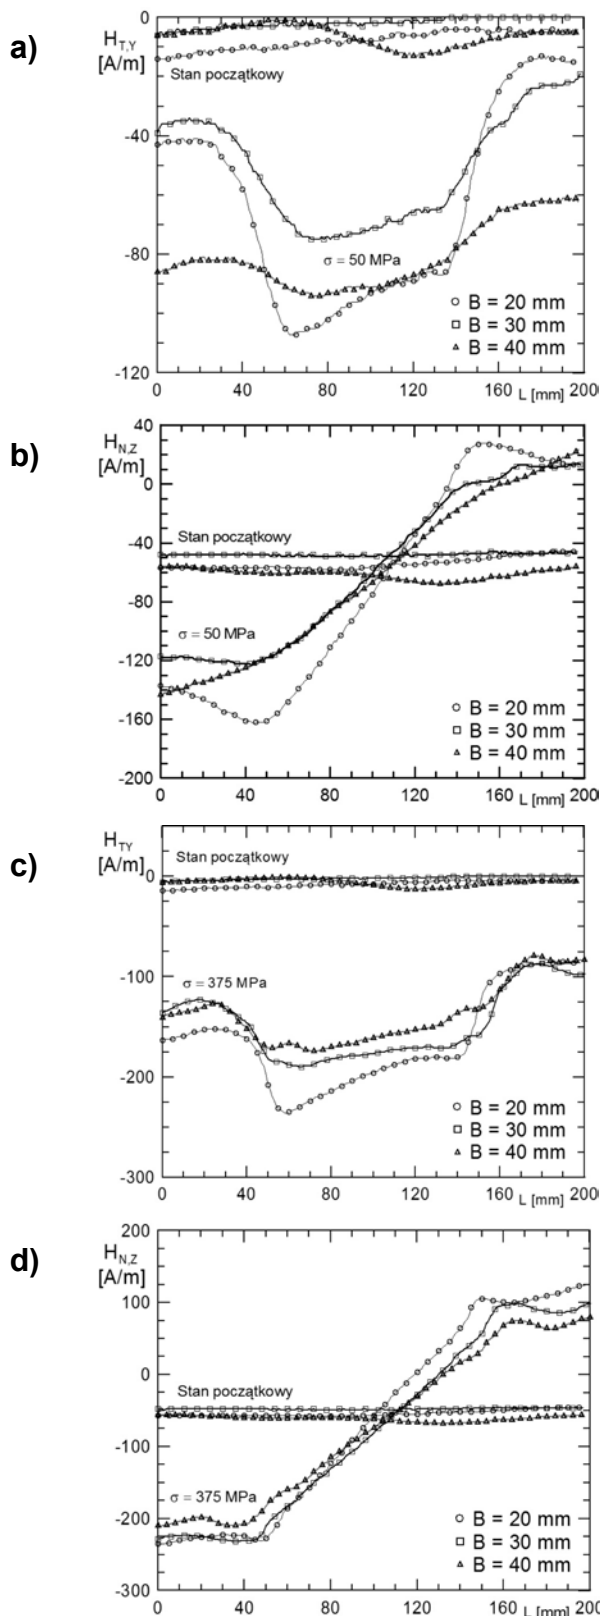 a)
H_T,Y
[A/m]
0
-40
-80
-120
Stan początkowy
σ = 50 MPa
B = 20 mm
B = 30 mm
B = 40 mm
0 40 80 120 160 200
L [mm]
b)
H_N,Z
[A/m]
40
0
-40
-80
-120
-160
-200
Stan początkowy
σ = 50 MPa
B = 20 mm
B = 30 mm
B = 40 mm
0 40 80 120 160 200
L [mm]
c)
H_TY
[A/m]
0
-100
-200
-300
Stan początkowy
σ = 375 MPa
B = 20 mm
B = 30 mm
B = 40 mm
0 40 80 120 160 200
L [mm]
d)
H_N,Z
[A/m]
200
100
0
-100
-200
-300
Stan początkowy
σ = 375 MPa
B = 20 mm
B = 30 mm
B = 40 mm
0 40 80 120 160 200
L [mm]